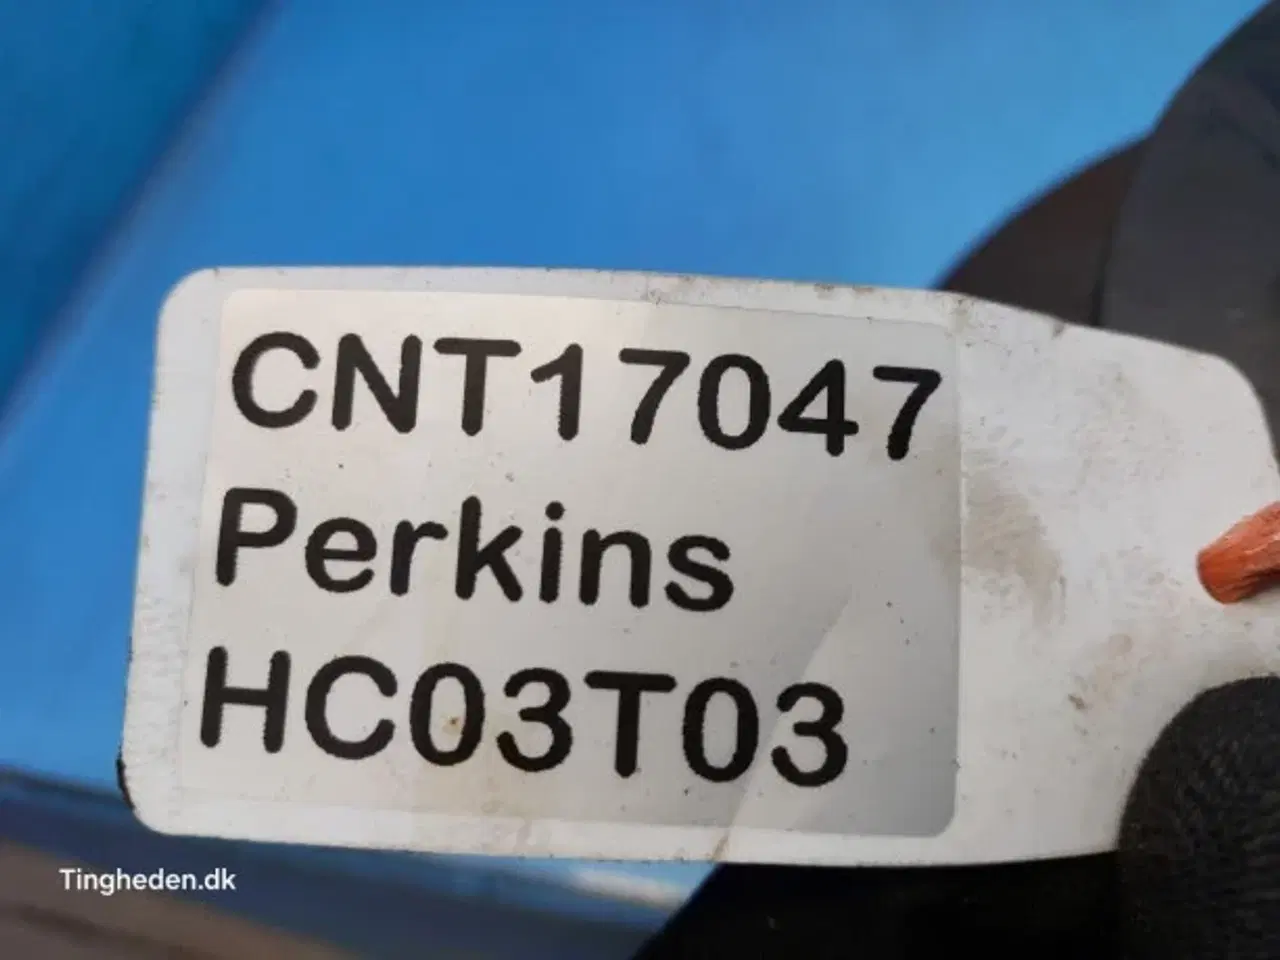 CNT17047
Perkins
HC03T03
Tingheden.dk